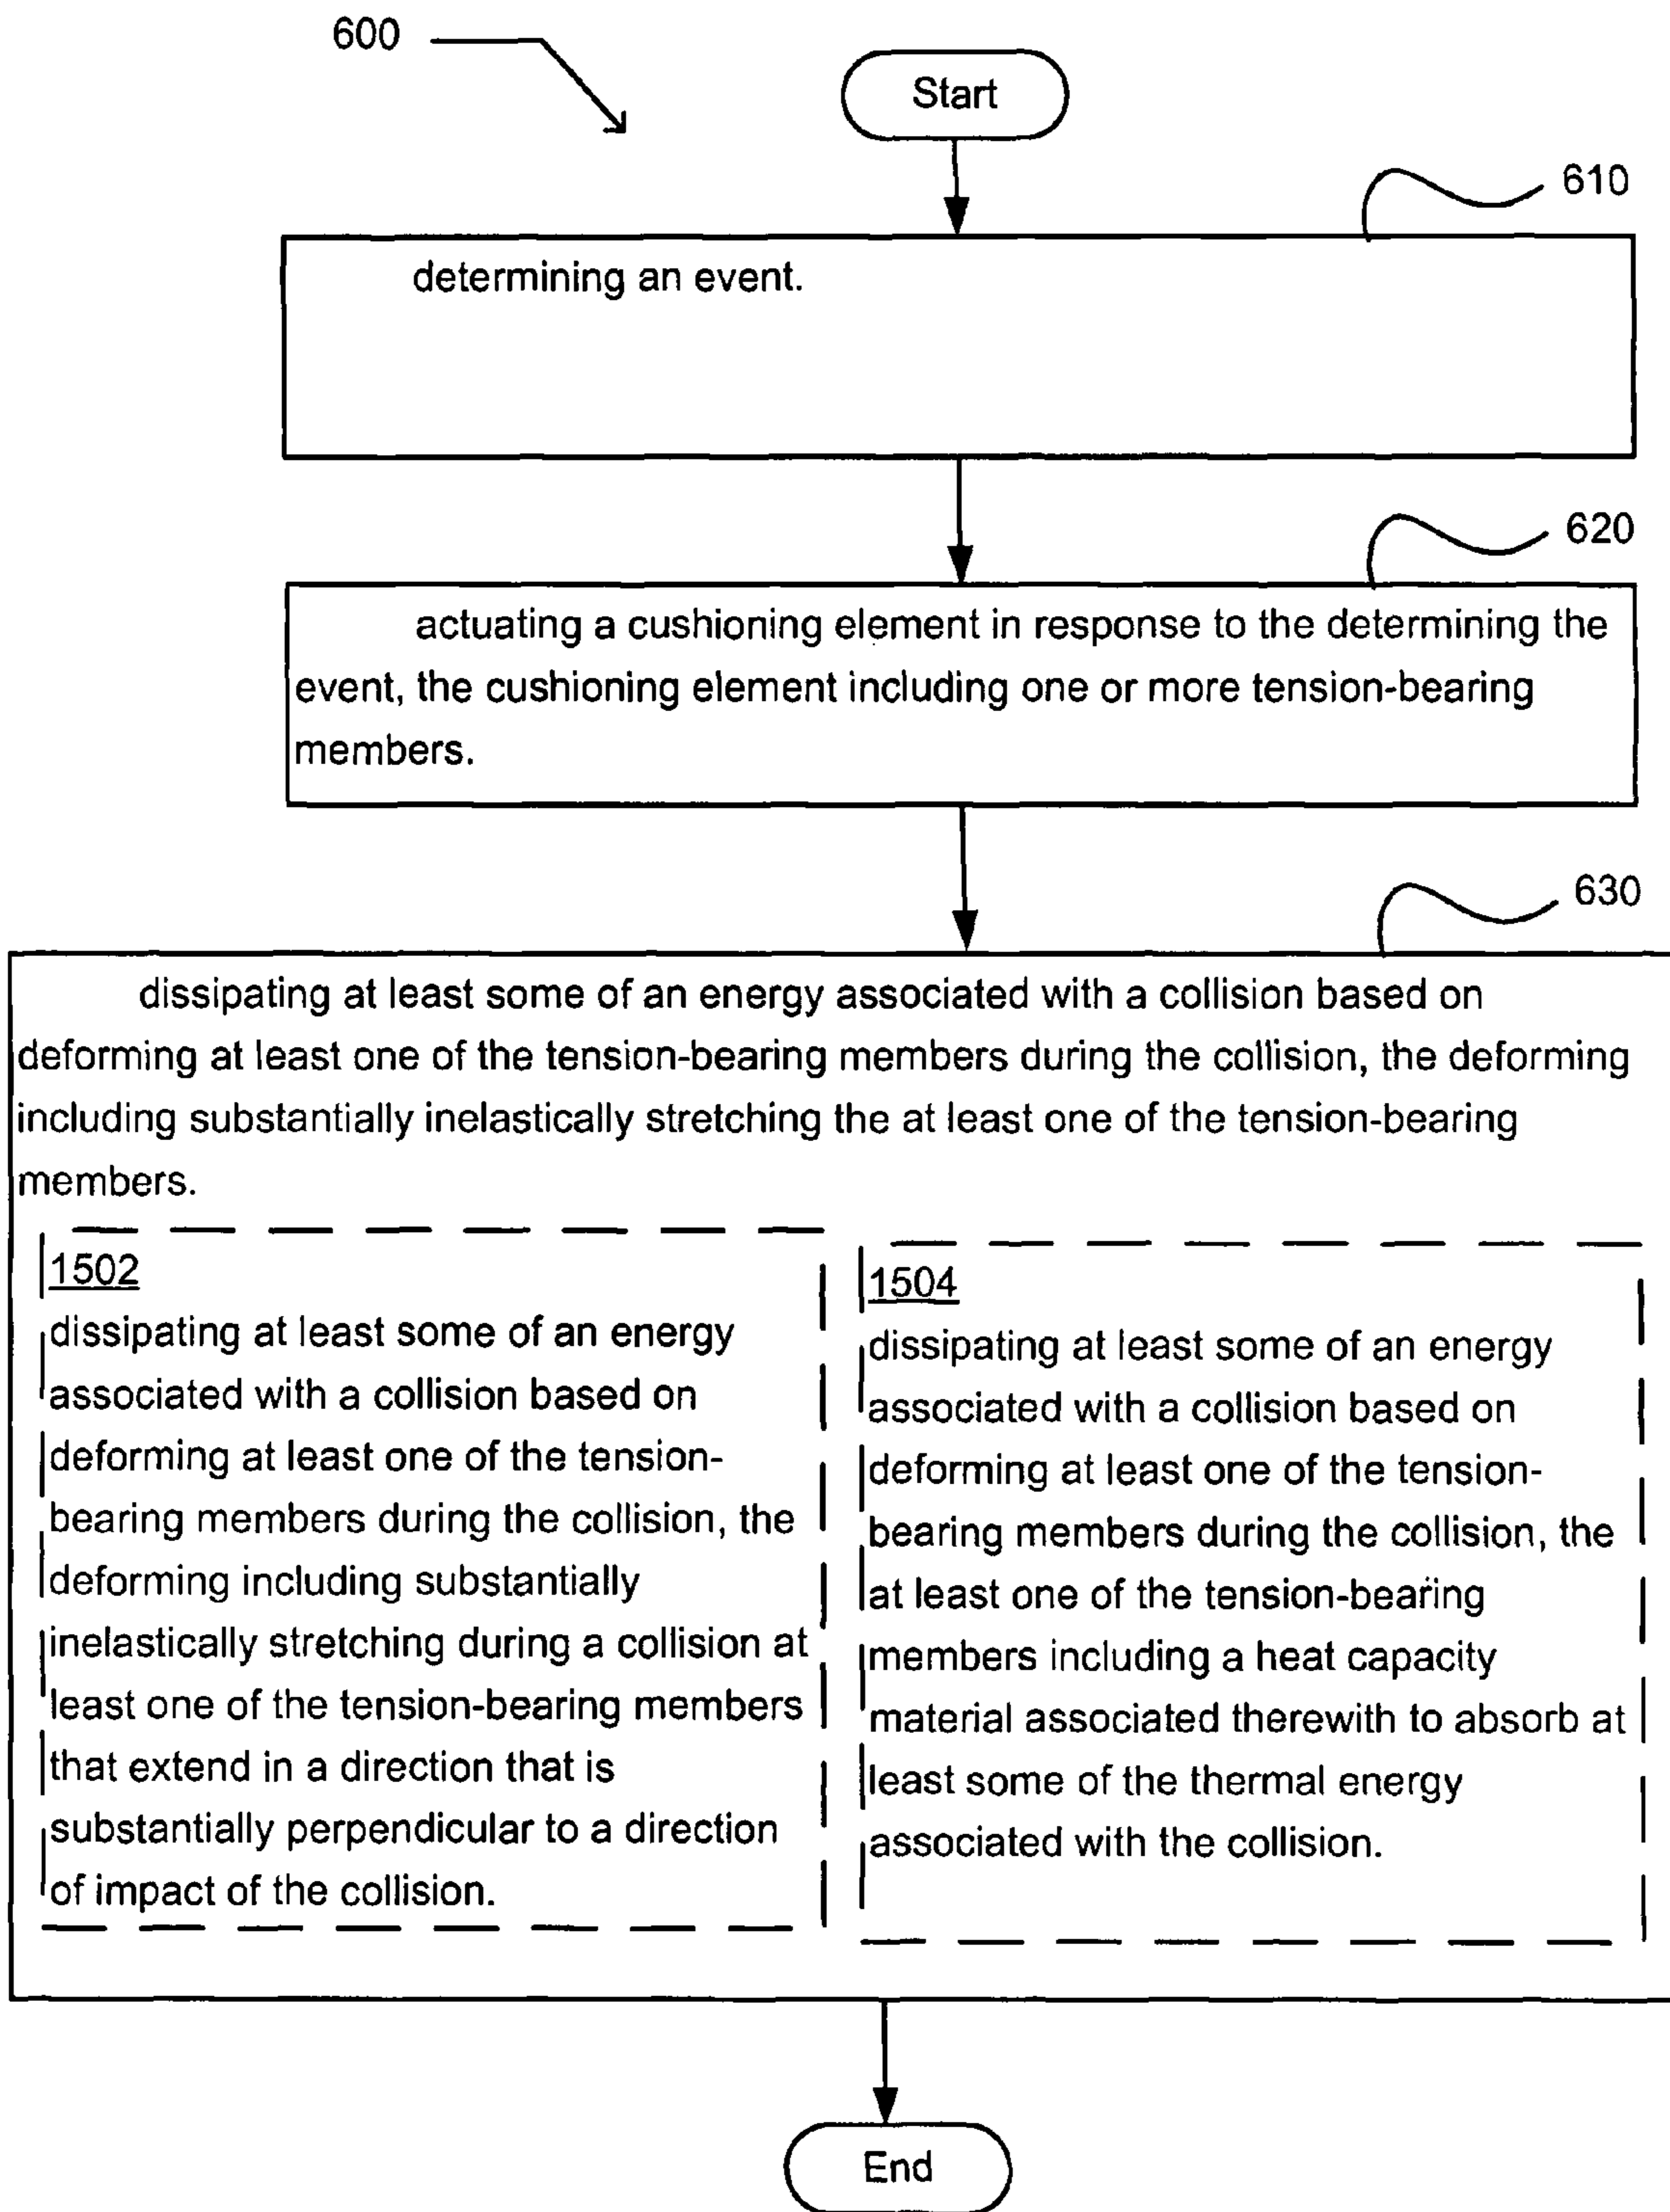 600
Start
610
determining an event.
620
actuating a cushioning element in response to the determining the
event, the cushioning element including one or more tension-bearing
members.
630
dissipating at least some of an energy associated with a collision based on
deforming at least one of the tension-bearing members during the collision, the deforming
including substantially inelastically stretching the at least one of the tension-bearing
members.
1502
dissipating at least some of an energy
associated with a collision based on
deforming at least one of the tension-
bearing members during the collision, the
deforming including substantially
inelastically stretching during a collision at
least one of the tension-bearing members
that extend in a direction that is
substantially perpendicular to a direction
of impact of the collision.
1504
dissipating at least some of an energy
associated with a collision based on
deforming at least one of the tension-
bearing members during the collision, the
at least one of the tension-bearing
members including a heat capacity
material associated therewith to absorb at
least some of the thermal energy
associated with the collision.
End